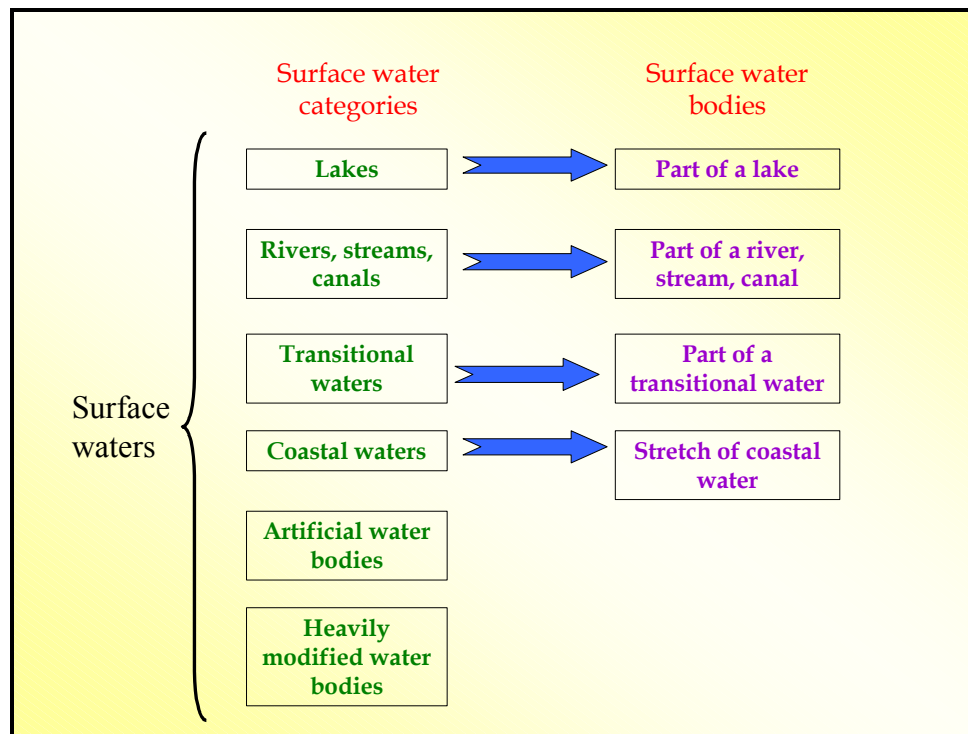 Surface water
categories
Surface water
bodies
Lakes
Part of a lake
Rivers, streams,
canals
Part of a river,
stream, canal
Transitional
waters
Part of a
transitional water
Surface
waters
Coastal waters
Stretch of coastal
water
Artificial water
bodies
Heavily
modified water
bodies